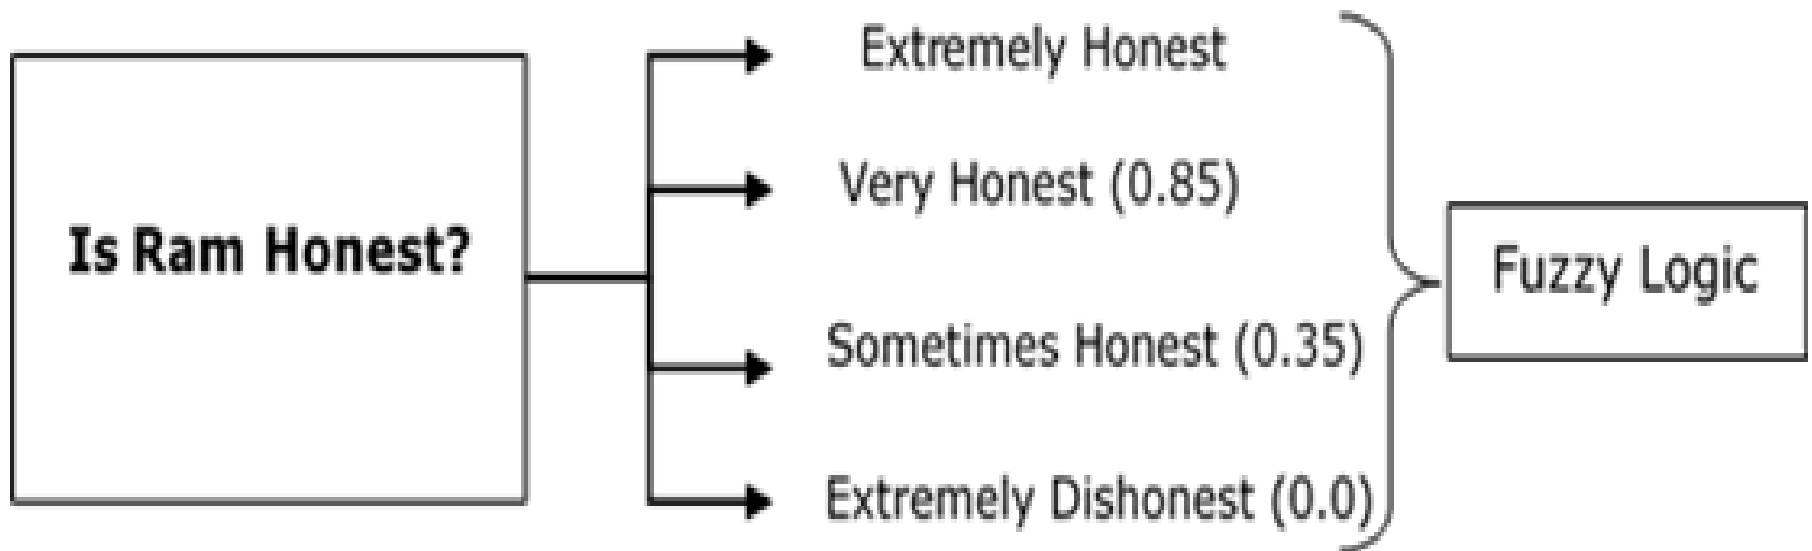 Is Ram Honest?
Extremely Honest
Very Honest (0.85)
Sometimes Honest (0.35)
Extremely Dishonest (0.0)
Fuzzy Logic